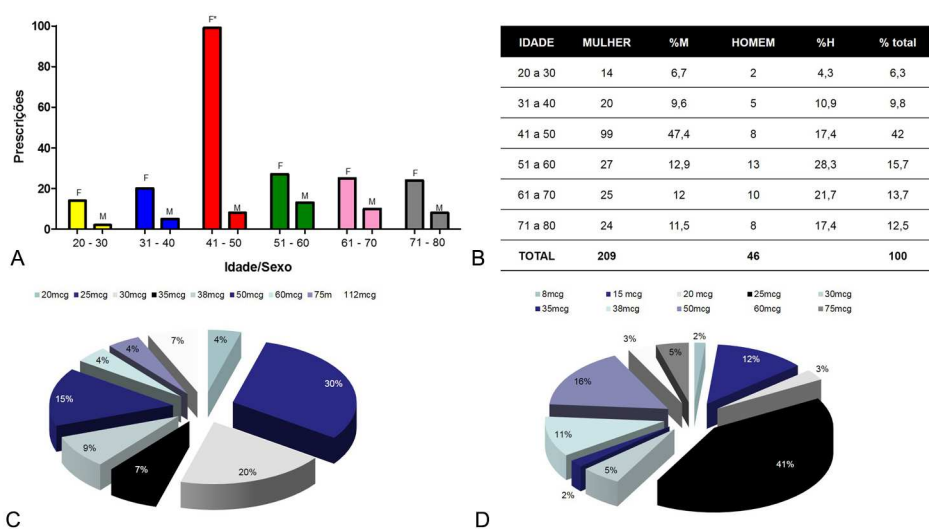 100
80
60
40
20
0
Prescrições
F M
F M
F* M
F M
F M
F M
20 - 30 31 - 40 41 - 50 51 - 60 61 - 70 71 - 80
Idade/Sexo
A
IDADE MULHER %M HOMEM %H % total
20 a 30 14 6,7 2 4,3 6,3
31 a 40 20 9,6 5 10,9 9,8
41 a 50 99 47,4 8 17,4 42
51 a 60 27 12,9 13 28,3 15,7
61 a 70 25 12 10 21,7 13,7
71 a 80 24 11,5 8 17,4 12,5
TOTAL 209 46 100
B
20mcg 25mcg 30mcg 35mcg 38mcg 50mcg 60mcg 75m 112mcg
4%
30%
20%
7%
9%
15%
4%
4%
7%
C
8mcg 15 mcg 20 mcg 25mcg 30mcg
35mcg 38mcg 50mcg 60mcg 75mcg
2%
12%
3%
41%
5%
2%
11%
16%
3%
5%
D